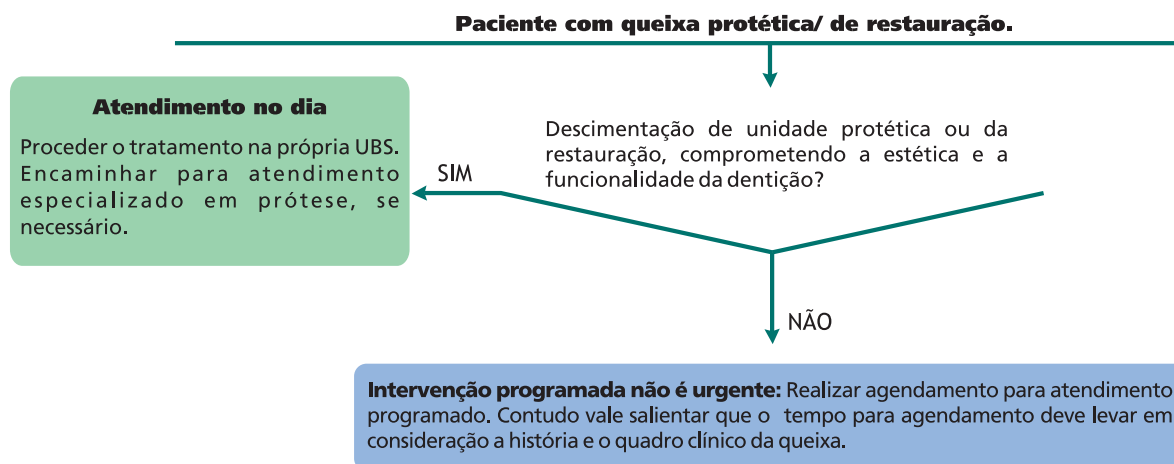 Paciente com queixa protética/ de restauração.
Atendimento no dia
Proceder o tratamento na própria UBS.
Encaminhar para atendimento
especializado em prótese, se
necessário.
SIM
Descimentação de unidade protética ou da
restauração, comprometendo a estética e a
funcionalidade da dentição?
NÃO
Intervenção programada não é urgente: Realizar agendamento para atendimento
programado. Contudo vale salientar que o tempo para agendamento deve levar em
consideração a história e o quadro clínico da queixa.